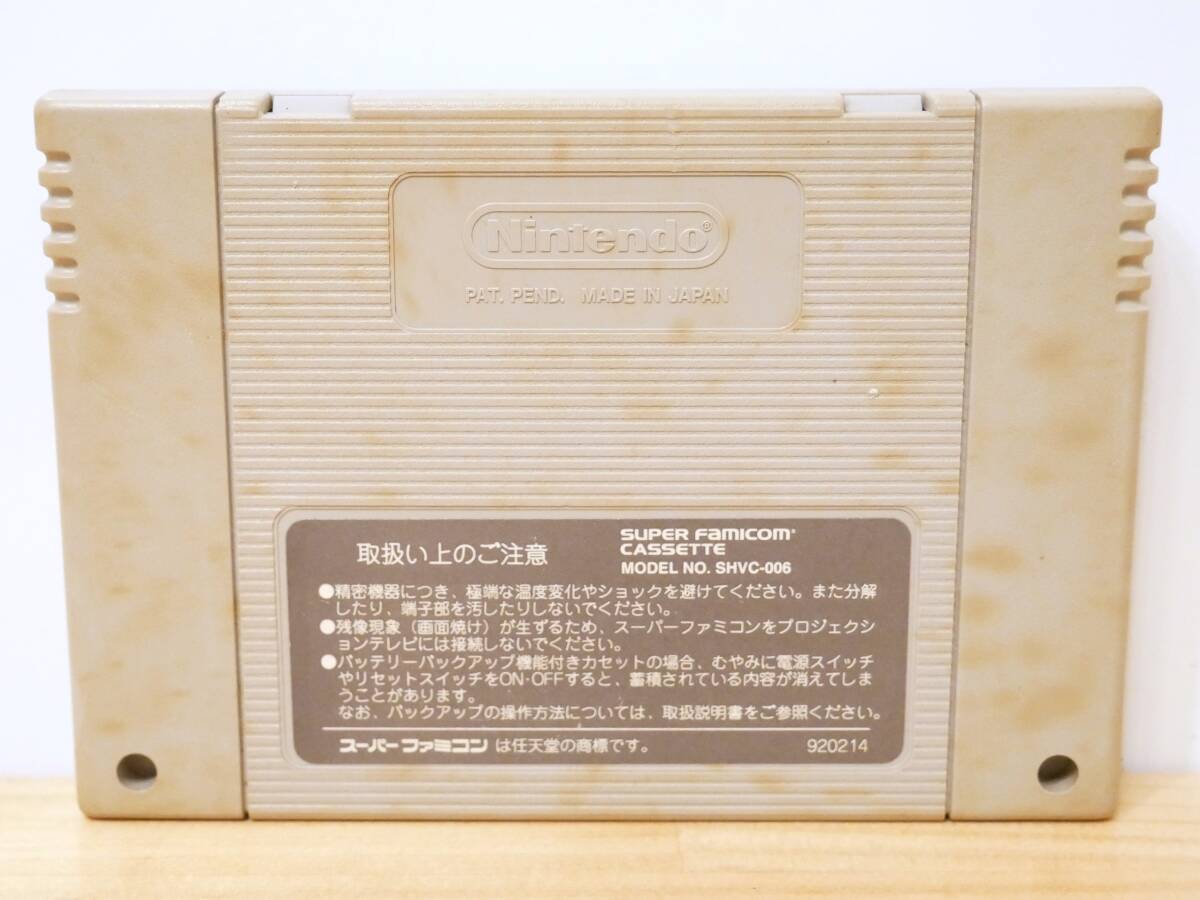 Nintendo®
PAT. PEND. MADE IN JAPAN
取扱い上のご注意
SUPER FAMICOM®
CASSETTE
MODEL NO. SHVC-006
●精密機器につき、極端な温度変化やショックを避けてください。また分解
したり、端子部を汚したりしないでください。
●残像現象（画面焼け）が生ずるため、スーパーファミコンをプロジェクシ
ョンテレビには接続しないでください。
●バッテリーバックアップ機能付きカセットの場合、むやみに電源スイッチ
やリセットスイッチをON・OFFすると、蓄積されている内容が消えてしま
うことがあります。
なお、バックアップの操作方法については、取扱説明書をご参照ください。
スーパーファミコン は任天堂の商標です。
920214